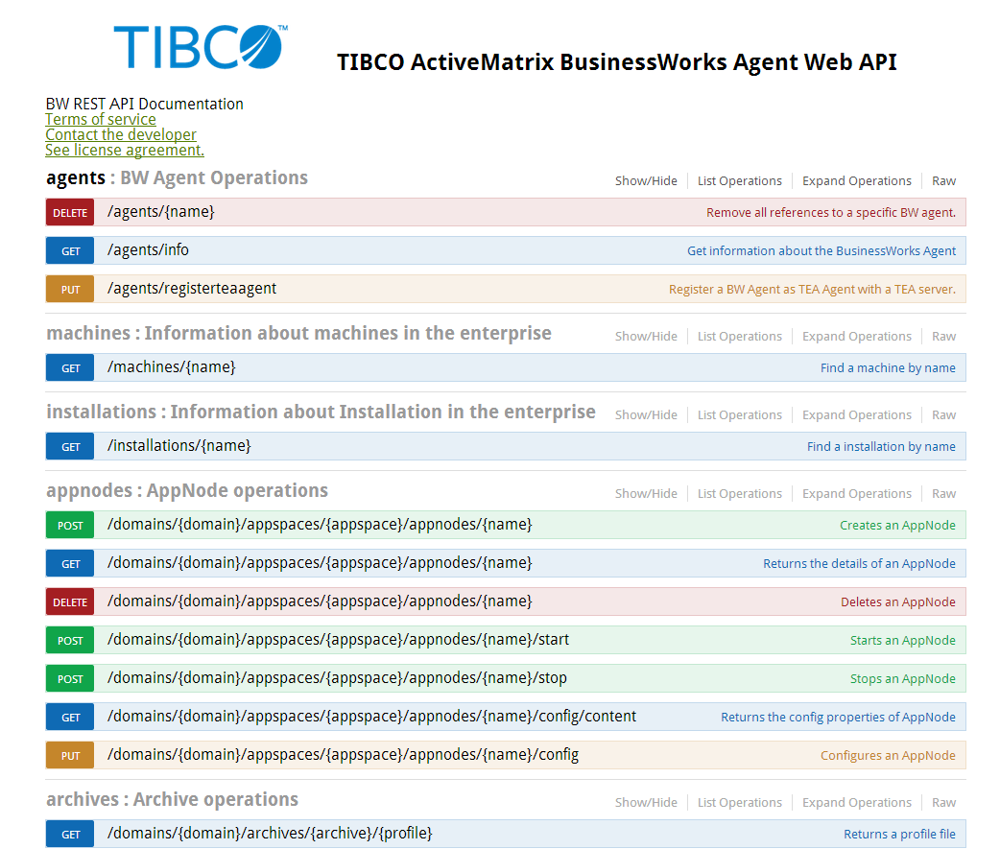 TIBCO™
TIBCO ActiveMatrix BusinessWorks Agent Web API
BW REST API Documentation
Terms of service
Contact the developer
See license agreement.
agents : BW Agent Operations Show/Hide List Operations Expand Operations Raw
DELETE /agents/{name} Remove all references to a specific BW agent.
GET /agents/info Get information about the BusinessWorks Agent
PUT /agents/registerteaagent Register a BW Agent as TEA Agent with a TEA server.
machines : Information about machines in the enterprise Show/Hide List Operations Expand Operations Raw
GET /machines/{name} Find a machine by name
installations : Information about Installation in the enterprise Show/Hide List Operations Expand Operations Raw
GET /installations/{name} Find a installation by name
appnodes : AppNode operations Show/Hide List Operations Expand Operations Raw
POST /domains/{domain}/appspaces/{appspace}/appnodes/{name} Creates an AppNode
GET /domains/{domain}/appspaces/{appspace}/appnodes/{name} Returns the details of an AppNode
DELETE /domains/{domain}/appspaces/{appspace}/appnodes/{name} Deletes an AppNode
POST /domains/{domain}/appspaces/{appspace}/appnodes/{name}/start Starts an AppNode
POST /domains/{domain}/appspaces/{appspace}/appnodes/{name}/stop Stops an AppNode
GET /domains/{domain}/appspaces/{appspace}/appnodes/{name}/config/content Returns the config properties of AppNode
PUT /domains/{domain}/appspaces/{appspace}/appnodes/{name}/config Configures an AppNode
archives : Archive operations Show/Hide List Operations Expand Operations Raw
GET /domains/{domain}/archives/{archive}/{profile} Returns a profile file